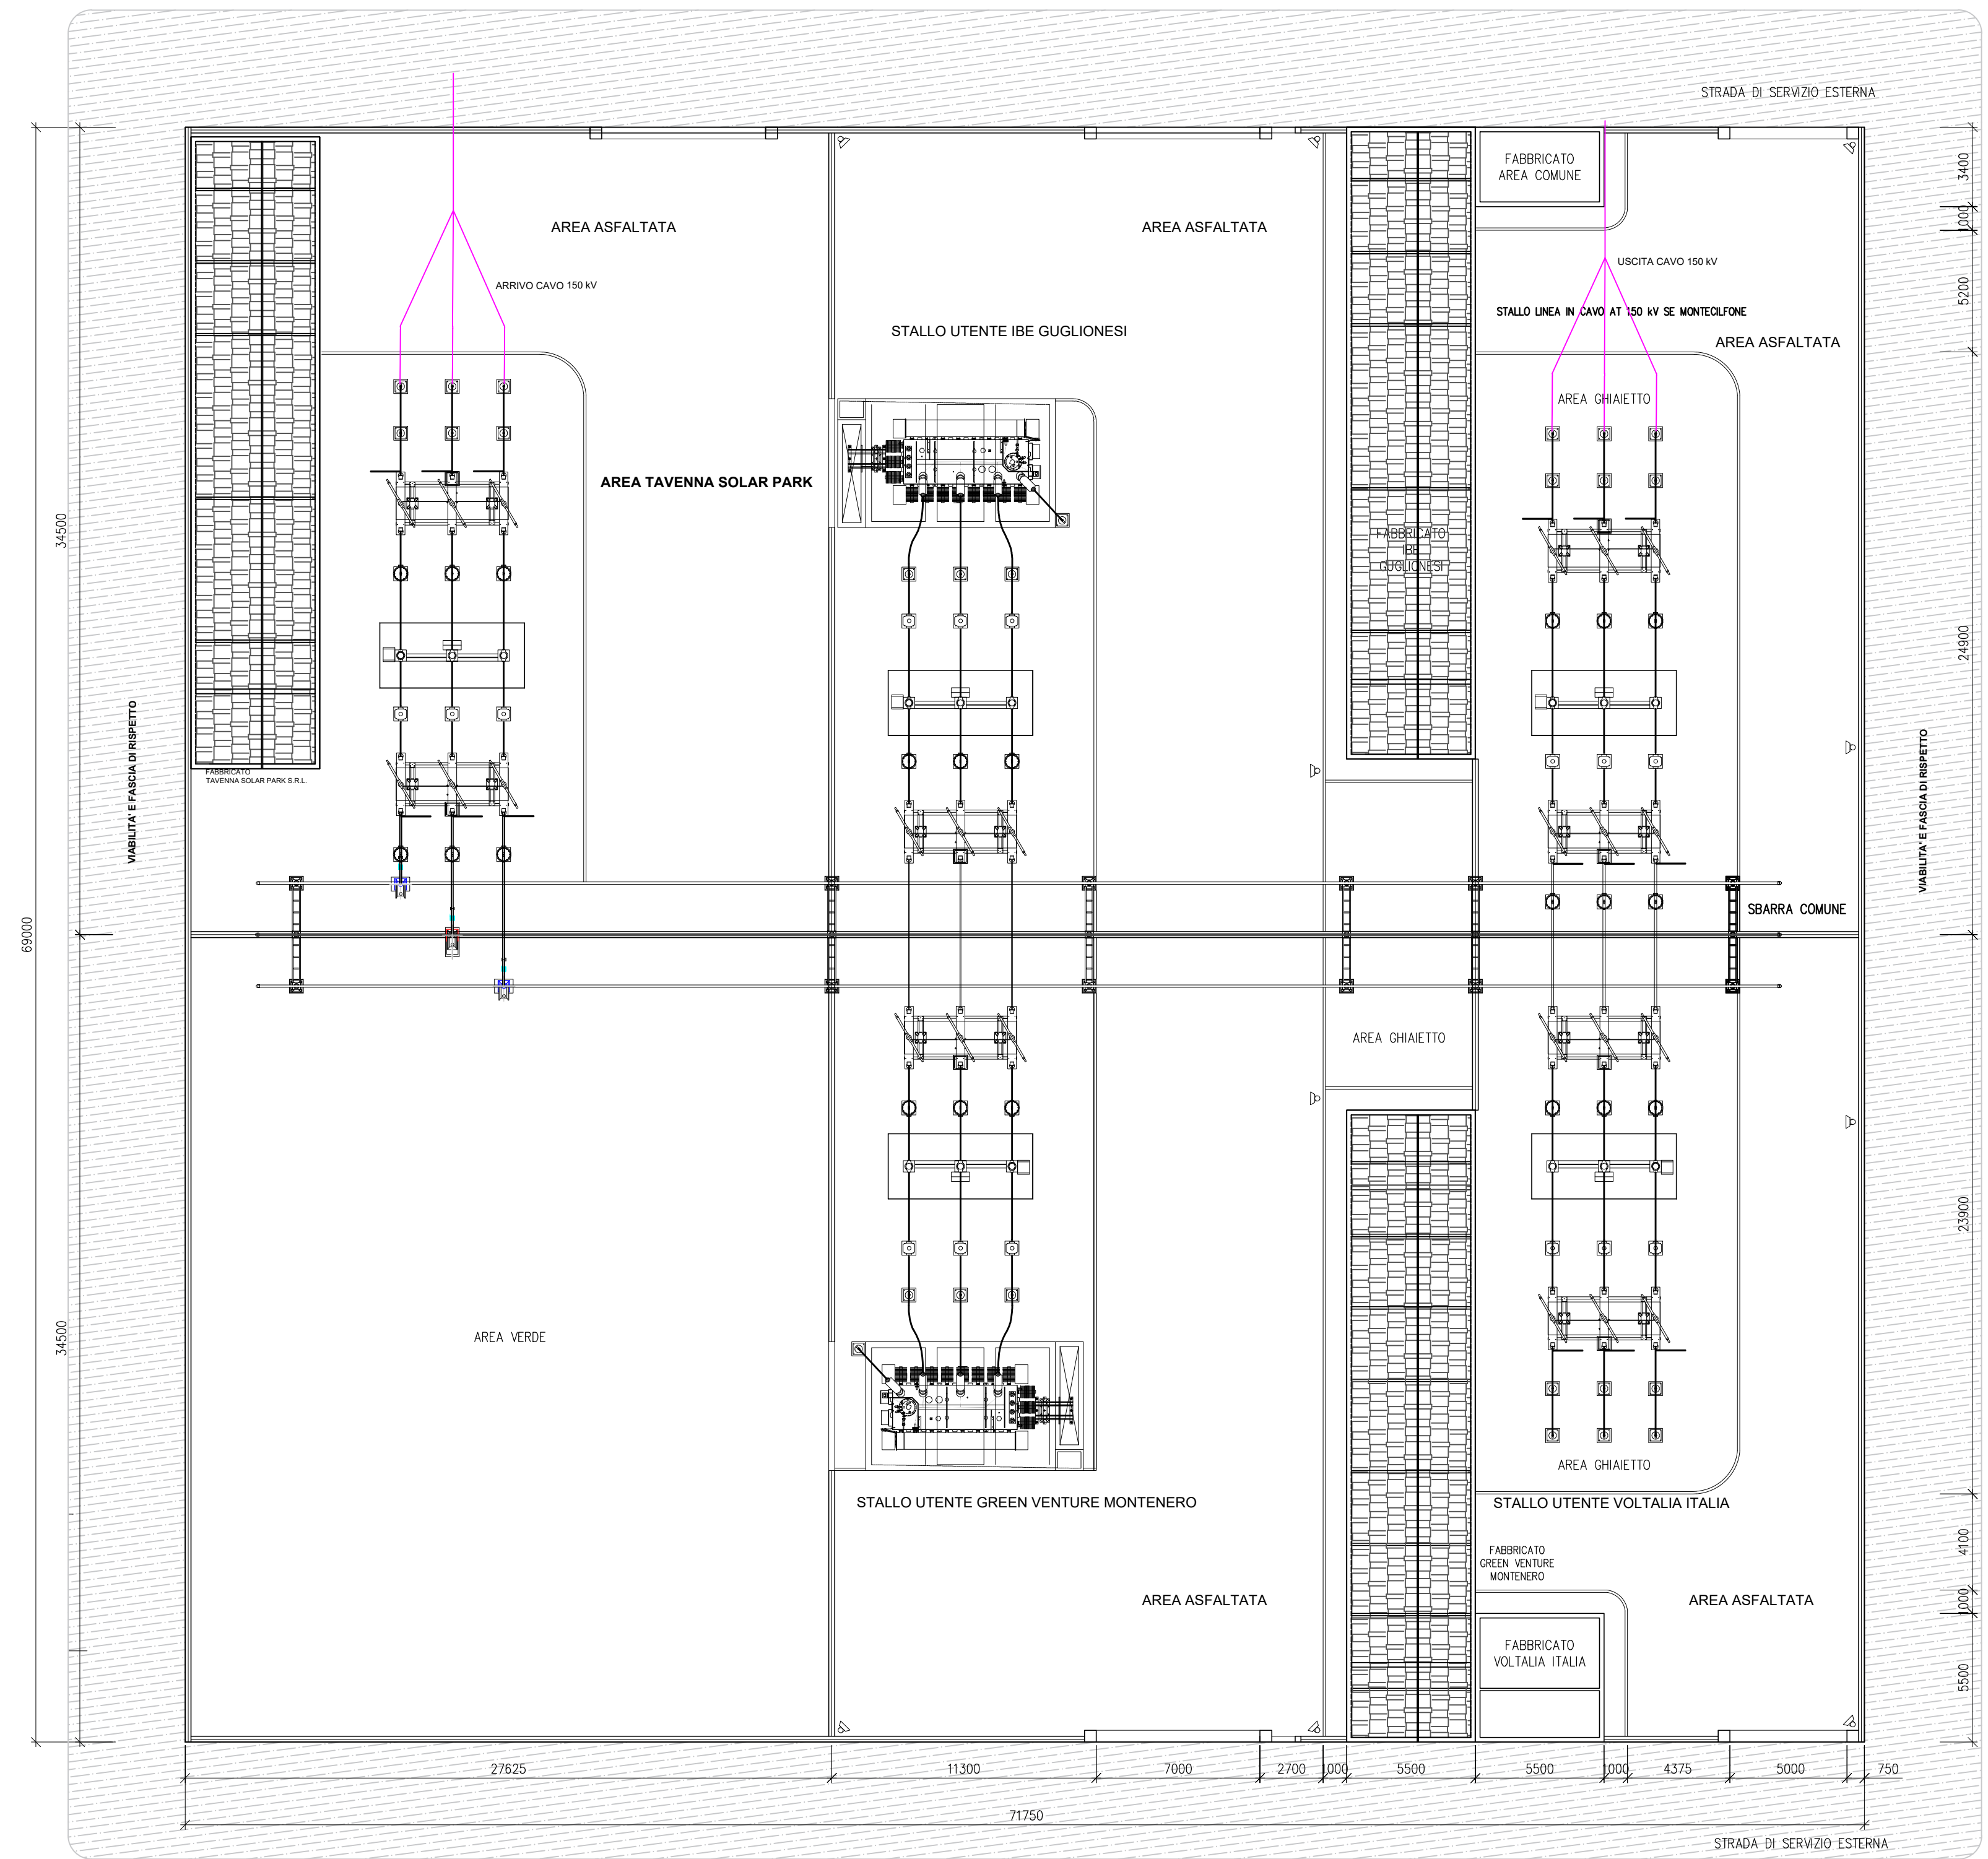 STRADA DI SERVIZIO ESTERNA
FABBRICATO
AREA COMUNE
3400
1000
AREA ASFALTATA
AREA ASFALTATA
USCITA CAVO 150 kV
ARRIVO CAVO 150 kV
5200
STALLO LINEA IN CAVO AT 150 kV SE MONTECILFONE
STALLO UTENTE IBE GUGLIONESI
AREA ASFALTATA
AREA GHIAIETTO
AREA TAVENNA SOLAR PARK
34500
FABBRICATO
IBE
GUGLIONESI
24900
FABBRICATO
TAVENNA SOLAR PARK S.R.L.
VIABILITA' E FASCIA DI RISPETTO
VIABILITA' E FASCIA DI RISPETTO
SBARRA COMUNE
69000
AREA GHIAIETTO
23900
34500
AREA VERDE
AREA GHIAIETTO
STALLO UTENTE GREEN VENTURE MONTENERO
STALLO UTENTE VOLTALIA ITALIA
4100
FABBRICATO
GREEN VENTURE
MONTENERO
AREA ASFALTATA
AREA ASFALTATA
1000
FABBRICATO
VOLTALIA ITALIA
5500
27625
11300
7000
2700
1000
5500
5500
1000
4375
5000
750
71750
STRADA DI SERVIZIO ESTERNA